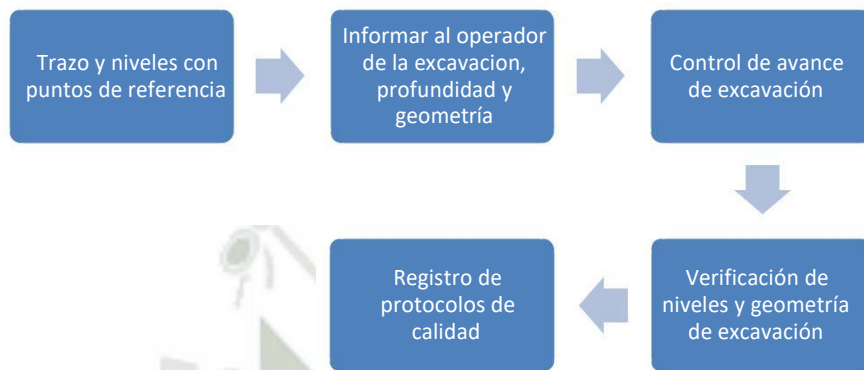 Trazo y niveles con
puntos de referencia
Informar al operador
de la excavacion,
profundidad y
geometría
Control de avance
de excavación
Verificación de
niveles y geometría
de excavación
Registro de
protocolos de
calidad